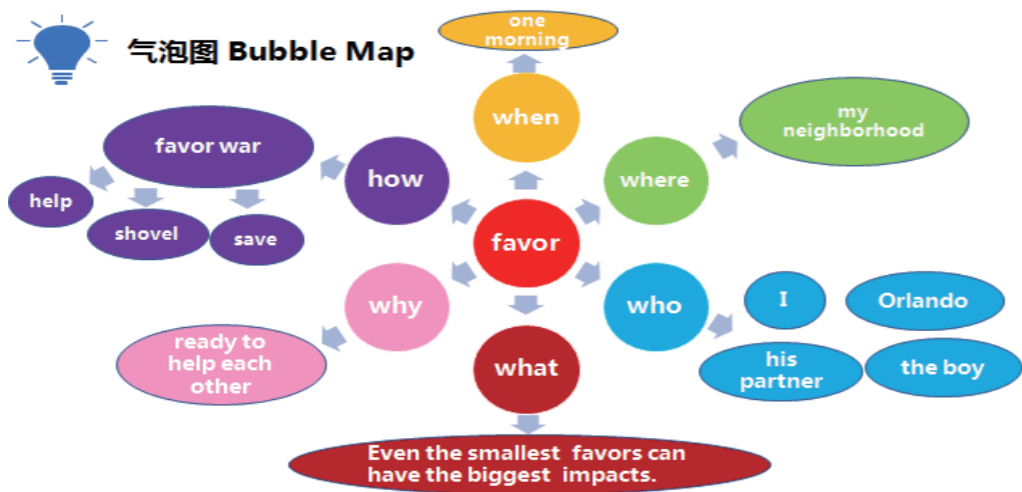 气泡图 Bubble Map
one
morning
when
my
neighborhood
where
favor war
how
help
shovel
save
favor
why
who
I
Orlando
his
partner
the boy
ready to
help each
other
what
Even the smallest favors can
have the biggest impacts.